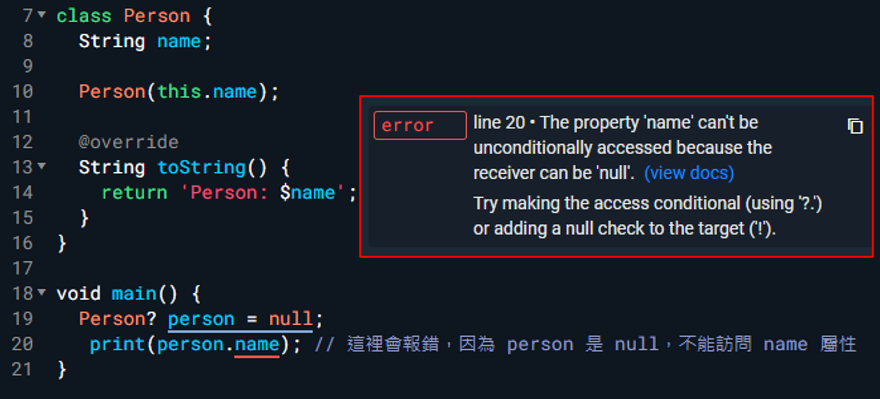 7 class Person {
8   String name;
9
10   Person(this.name);
11
12   @override
13   String toString() {
14     return 'Person: $name';
15   }
16 }
17
18 void main() {
19   Person? person = null;
20    print(person.name); // 這裡會報錯，因為 person 是 null，不能訪問 name 屬性
21 }
error
line 20 • The property 'name' can't be
unconditionally accessed because the
receiver can be 'null'. (view docs)
Try making the access conditional (using '?.')
or adding a null check to the target ('!').